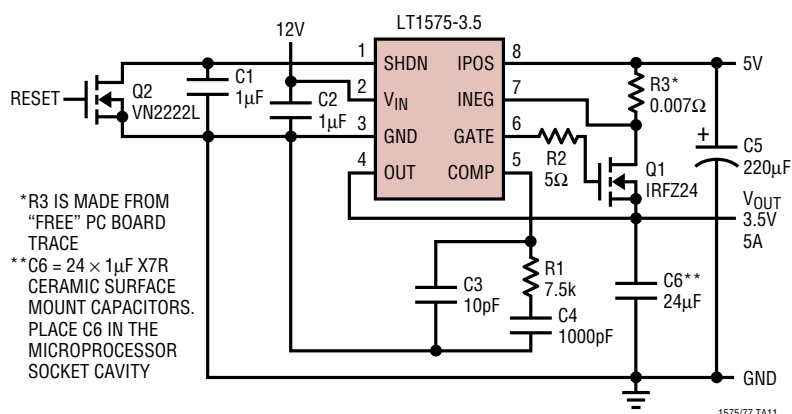 LT1575-3.5
12V
1
SHDN
IPOS
8
5V
2
VIN
INEG
7
3
GND
GATE
6
4
OUT
COMP
5
RESET
Q2
VN2222L
C1
1µF
C2
1µF
R3*
0.007Ω
R2
5Ω
Q1
IRFZ24
+
C5
220µF
VOUT
3.5V
5A
*R3 IS MADE FROM
“FREE” PC BOARD
TRACE
**C6 = 24 × 1µF X7R
CERAMIC SURFACE
MOUNT CAPACITORS.
PLACE C6 IN THE
MICROPROCESSOR
SOCKET CAVITY
C3
10pF
R1
7.5k
C4
1000pF
C6**
24µF
GND
1575/77 TA11